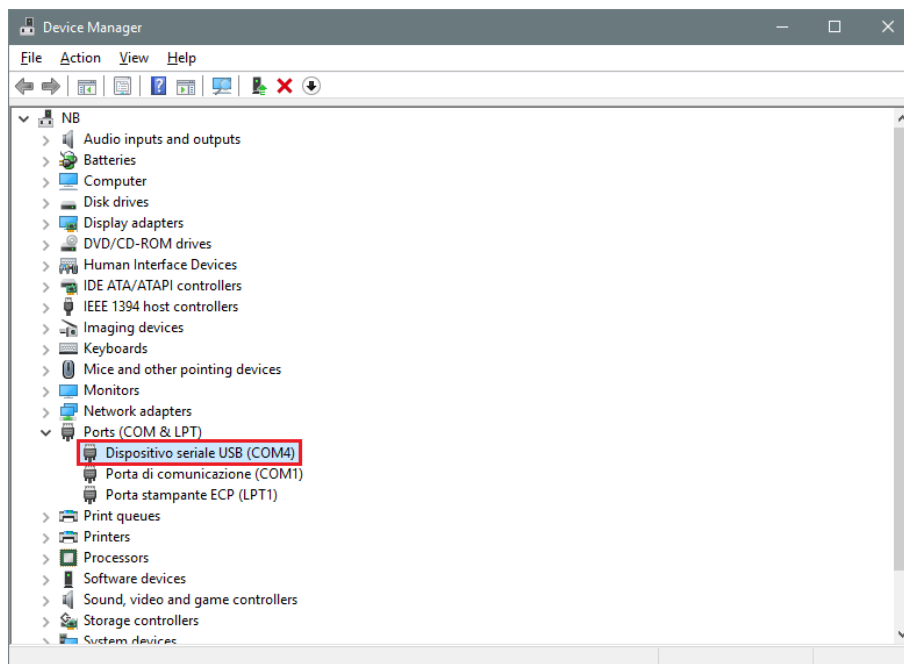 Device Manager
File Action View Help
NB
Audio inputs and outputs
Batteries
Computer
Disk drives
Display adapters
DVD/CD-ROM drives
Human Interface Devices
IDE ATA/ATAPI controllers
IEEE 1394 host controllers
Imaging devices
Keyboards
Mice and other pointing devices
Monitors
Network adapters
Ports (COM & LPT)
Dispositivo seriale USB (COM4)
Porta di comunicazione (COM1)
Porta stampante ECP (LPT1)
Print queues
Printers
Processors
Software devices
Sound, video and game controllers
Storage controllers
System devices